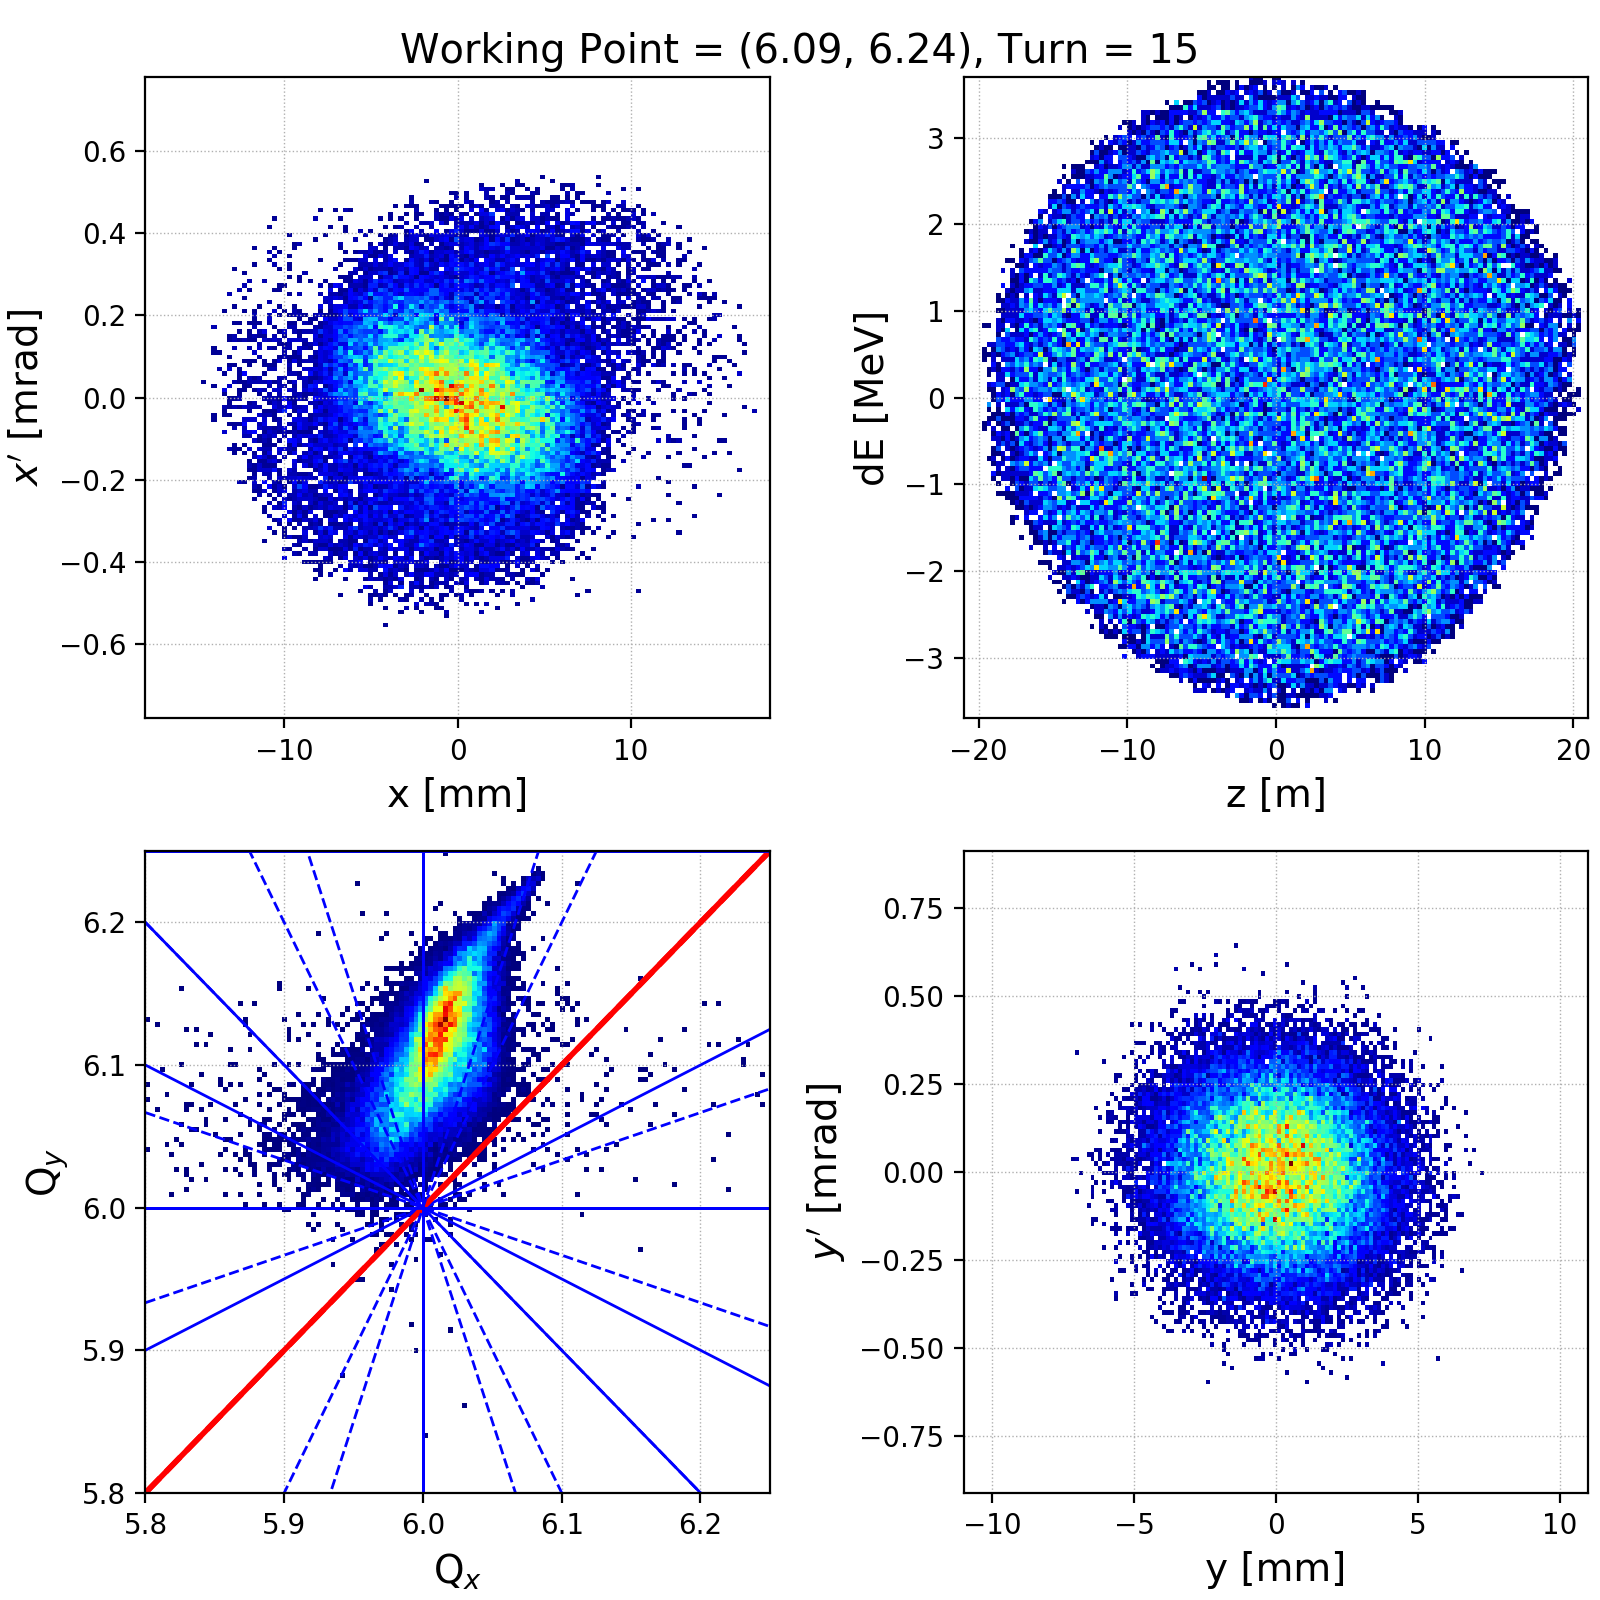 Working Point = (6.09, 6.24), Turn = 15
0.6
0.4
0.2
0.0
−0.2
−0.4
−0.6
x′ [mrad]
−10 0 10
x [mm]
3
2
1
0
−1
−2
−3
dE [MeV]
−20 −10 0 10 20
z [m]
6.2
6.1
6.0
5.9
5.8
Qy
5.8 5.9 6.0 6.1 6.2
Qx
0.75
0.50
0.25
0.00
−0.25
−0.50
−0.75
y′ [mrad]
−10 −5 0 5 10
y [mm]